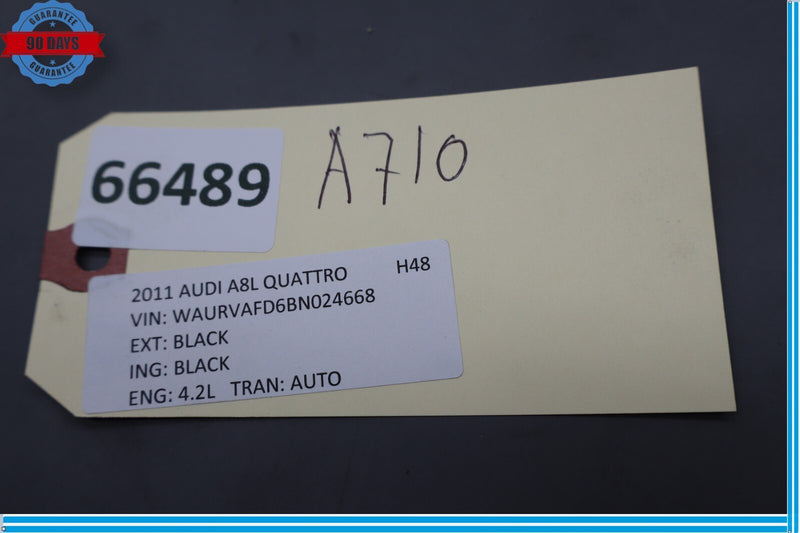 GUARANTEE
90 DAYS
GUARANTEE
66489
A710
2011 AUDI A8L QUATTRO H48
VIN: WAURVAFD6BN024668
EXT: BLACK
ING: BLACK
ENG: 4.2L TRAN: AUTO